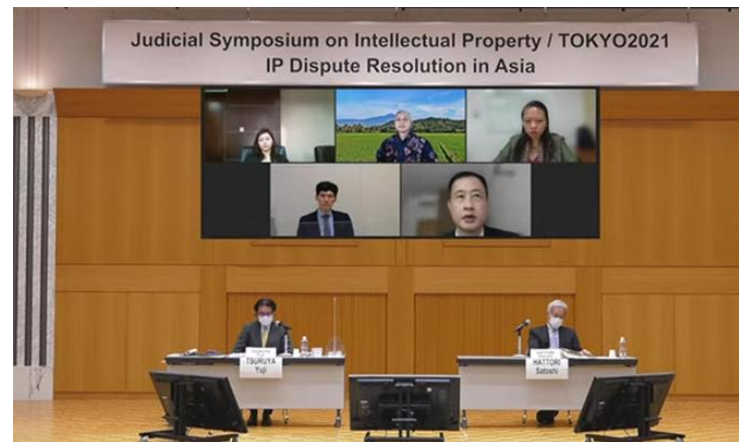 Judicial Symposium on Intellectual Property / TOKYO2021
IP Dispute Resolution in Asia
TSURUYA
Yuji
HATTORI
Satoshi